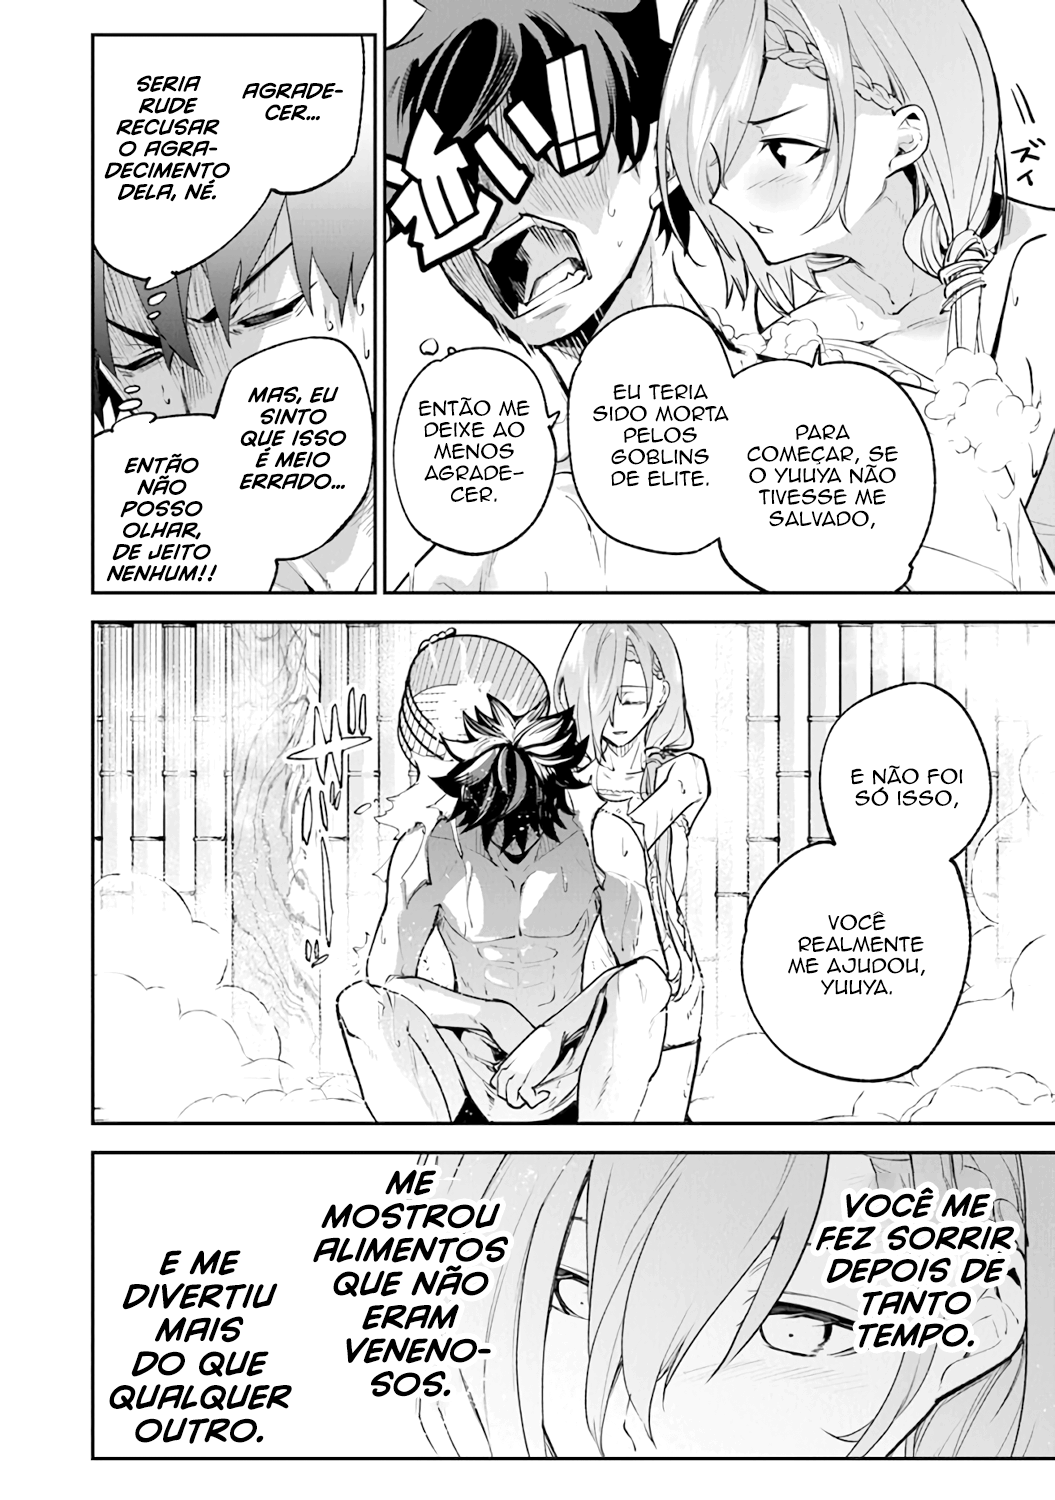 PARA
COMEÇAR, SE
O YUUYA NÃO
TIVESSE ME
SALVADO,
EU TERIA
SIDO MORTA
PELOS
GOBLINS
DE ELITE.
ENTÃO ME
DEIXE AO
MENOS
AGRADE-
CER.
ズイ
AGRADE-
CER...
SERIA
RUDE
RECUSAR
O AGRA-
DECIMENTO
DELA, NÉ.
MAS, EU
SINTO
QUE ISSO
É MEIO
ERRADO...
ENTÃO
NÃO
POSSO
OLHAR,
DE JEITO
NENHUM!!
E NÃO FOI
SÓ ISSO,
VOCÊ
REALMENTE
ME AJUDOU,
YUUYA.
VOCÊ ME
FEZ SORRIR
DEPOIS DE
TANTO
TEMPO.
ME
MOSTROU
ALIMENTOS
QUE NÃO
ERAM
VENENO-
SOS.
E ME
DIVERTIU
MAIS
DO QUE
QUALQUER
OUTRO.